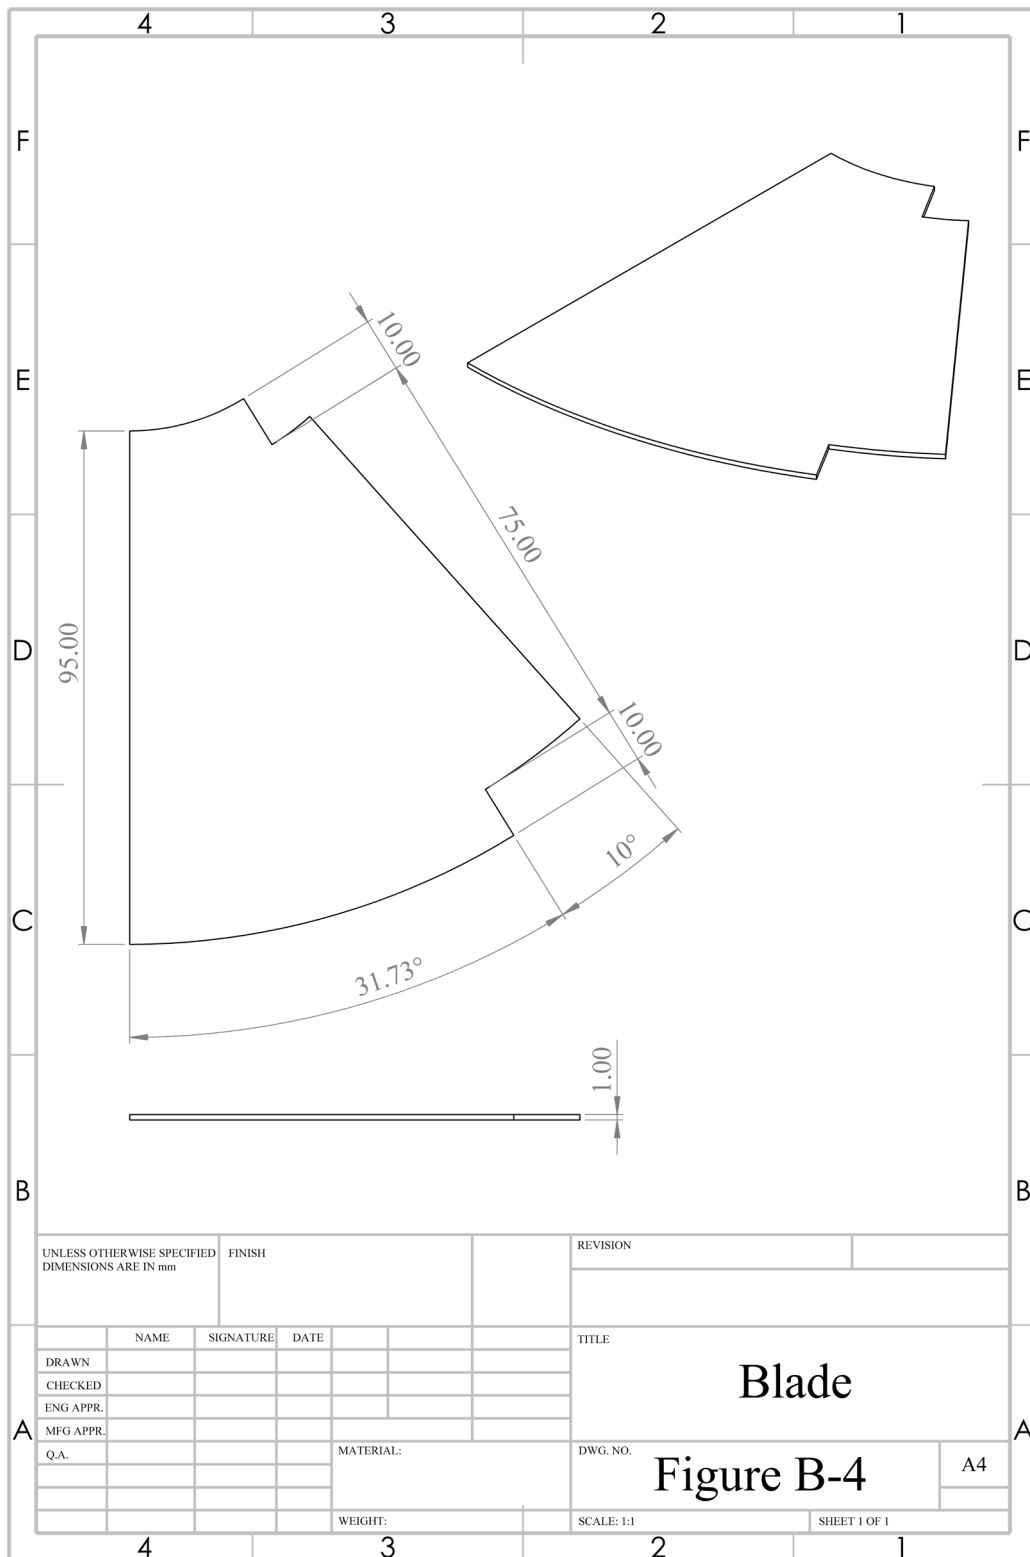 4 3 2 1
F F
10.00
E E
75.00
95.00
D D
10.00
10°
C C
31.73°
1.00
B B
UNLESS OTHERWISE SPECIFIED
DIMENSIONS ARE IN mm
FINISH
REVISION
NAME SIGNATURE DATE
TITLE
DRAWN
CHECKED
Blade
ENG APPR.
MFG APPR.
A A
Q.A.
MATERIAL:
DWG. NO.
Figure B-4
A4
WEIGHT:
SCALE: 1:1
SHEET 1 OF 1
4 3 2 1